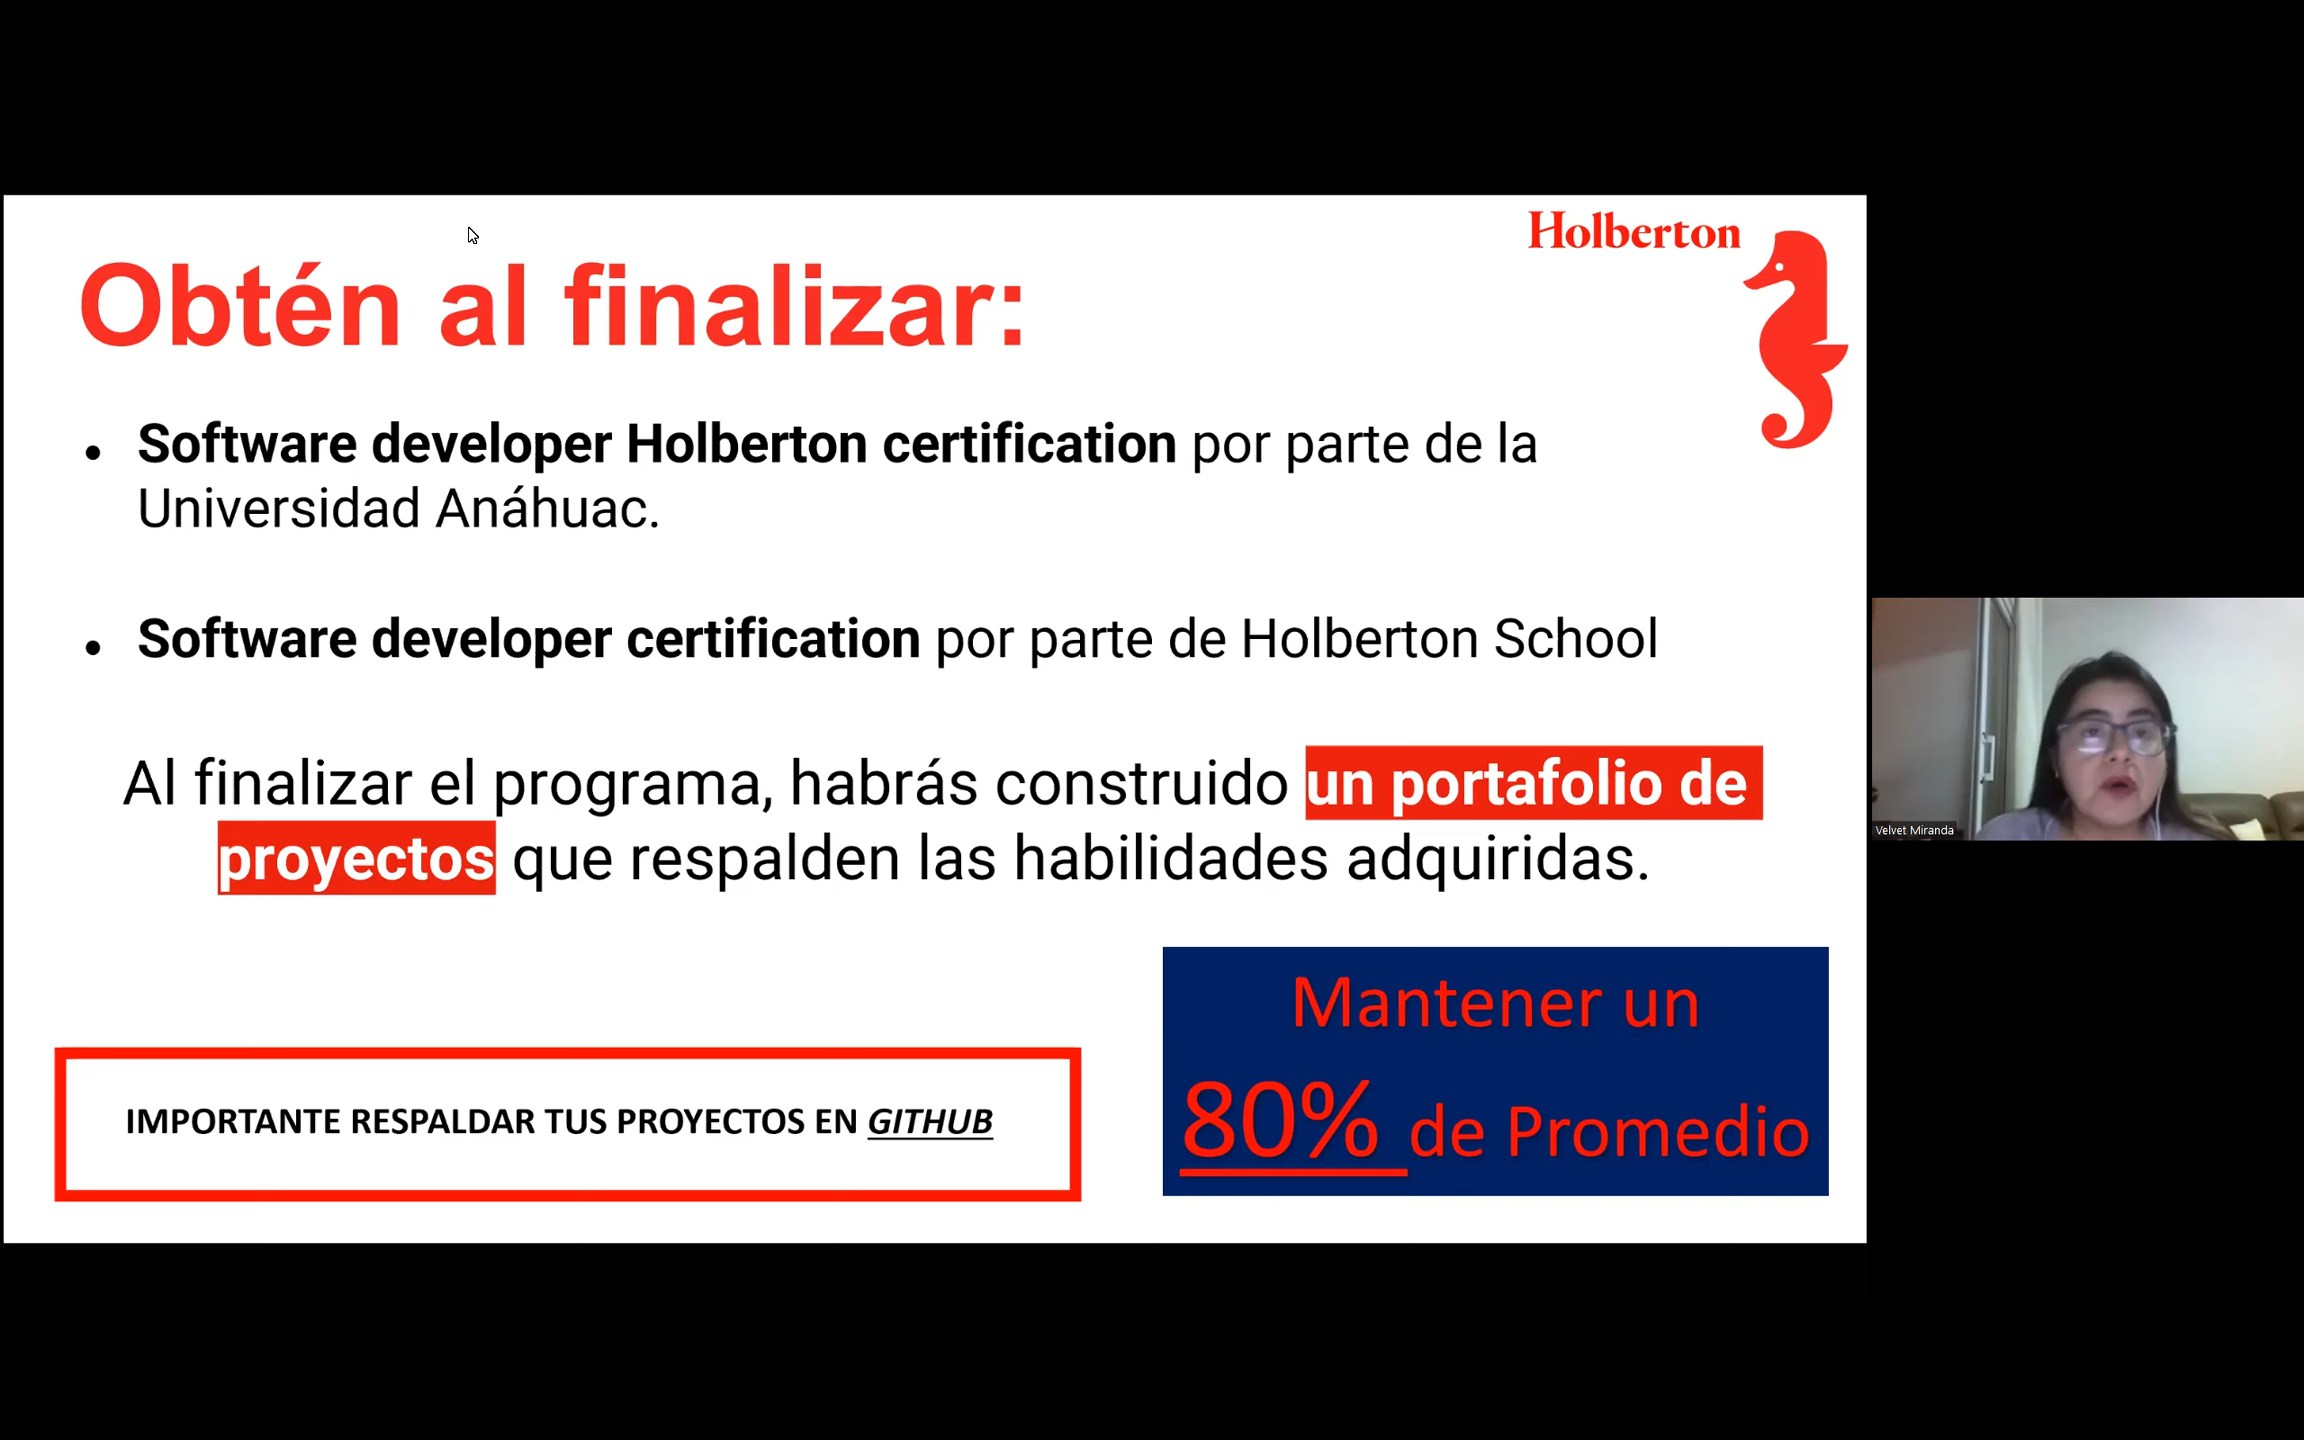 Holberton
Obtén al finalizar:
• Software developer Holberton certification por parte de la
Universidad Anáhuac.
• Software developer certification por parte de Holberton School
Al finalizar el programa, habrás construido un portafolio de
proyectos que respalden las habilidades adquiridas.
IMPORTANTE RESPALDAR TUS PROYECTOS EN GITHUB
Mantener un
80% de Promedio
Velvet Miranda